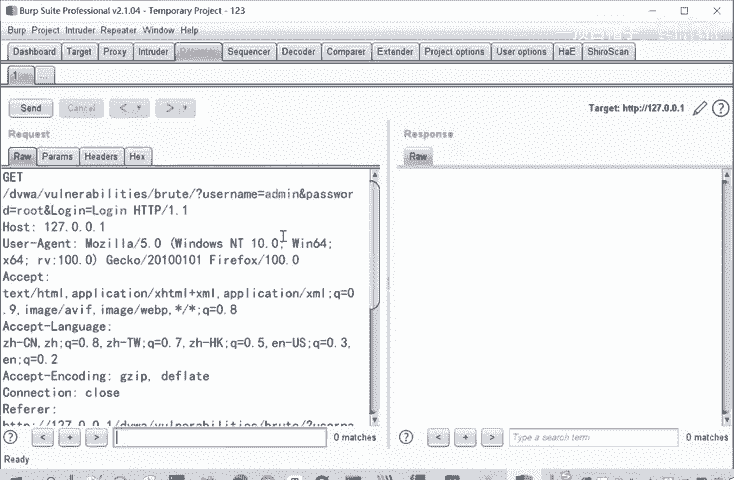 Burp Suite Professional v2.1.04 - Temporary Project - 123
Burp Project Intruder Repeater Window Help
Dashboard Target Proxy Intruder Sequencer Decoder Comparer Extender Project options User options HaE ShiroScan
1 ...
Send Cancel < > Target: http://127.0.0.1
Request Response
Raw Params Headers Hex Raw
GET
/dvwa/vulnerabilities/brute/?username=admin&passwor
d=root&Login=Login HTTP/1.1
Host: 127.0.0.1
User-Agent: Mozilla/5.0 (Windows NT 10.0; Win64;
x64; rv:100.0) Gecko/20100101 Firefox/100.0
Accept:
text/html,application/xhtml+xml,application/xml;q=0
.9,image/avif,image/webp,*/*;q=0.8
Accept-Language:
zh-CN,zh;q=0.8,zh-TW;q=0.7,zh-HK;q=0.5,en-US;q=0.3,
en;q=0.2
Accept-Encoding: gzip, deflate
Connection: close
Referer:
http://127.0.0.1/dvwa/vulnerabilities/brute/?userna
? < + > 0 matches ? < + > Type a search term 0 matches
Ready